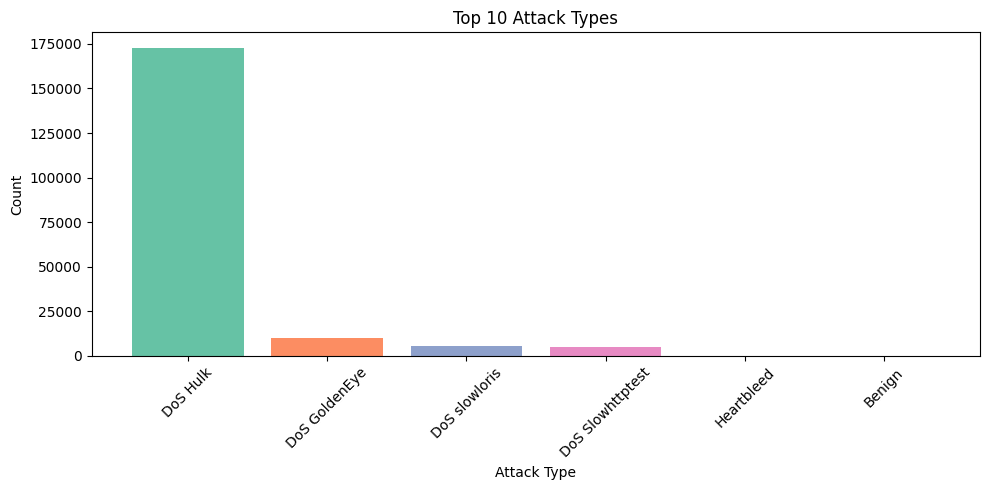 Top 10 Attack Types
Count
175000
150000
125000
100000
75000
50000
25000
0
DoS Hulk
DoS GoldenEye
DoS slowloris
DoS Slowhttptest
Heartbleed
Benign
Attack Type